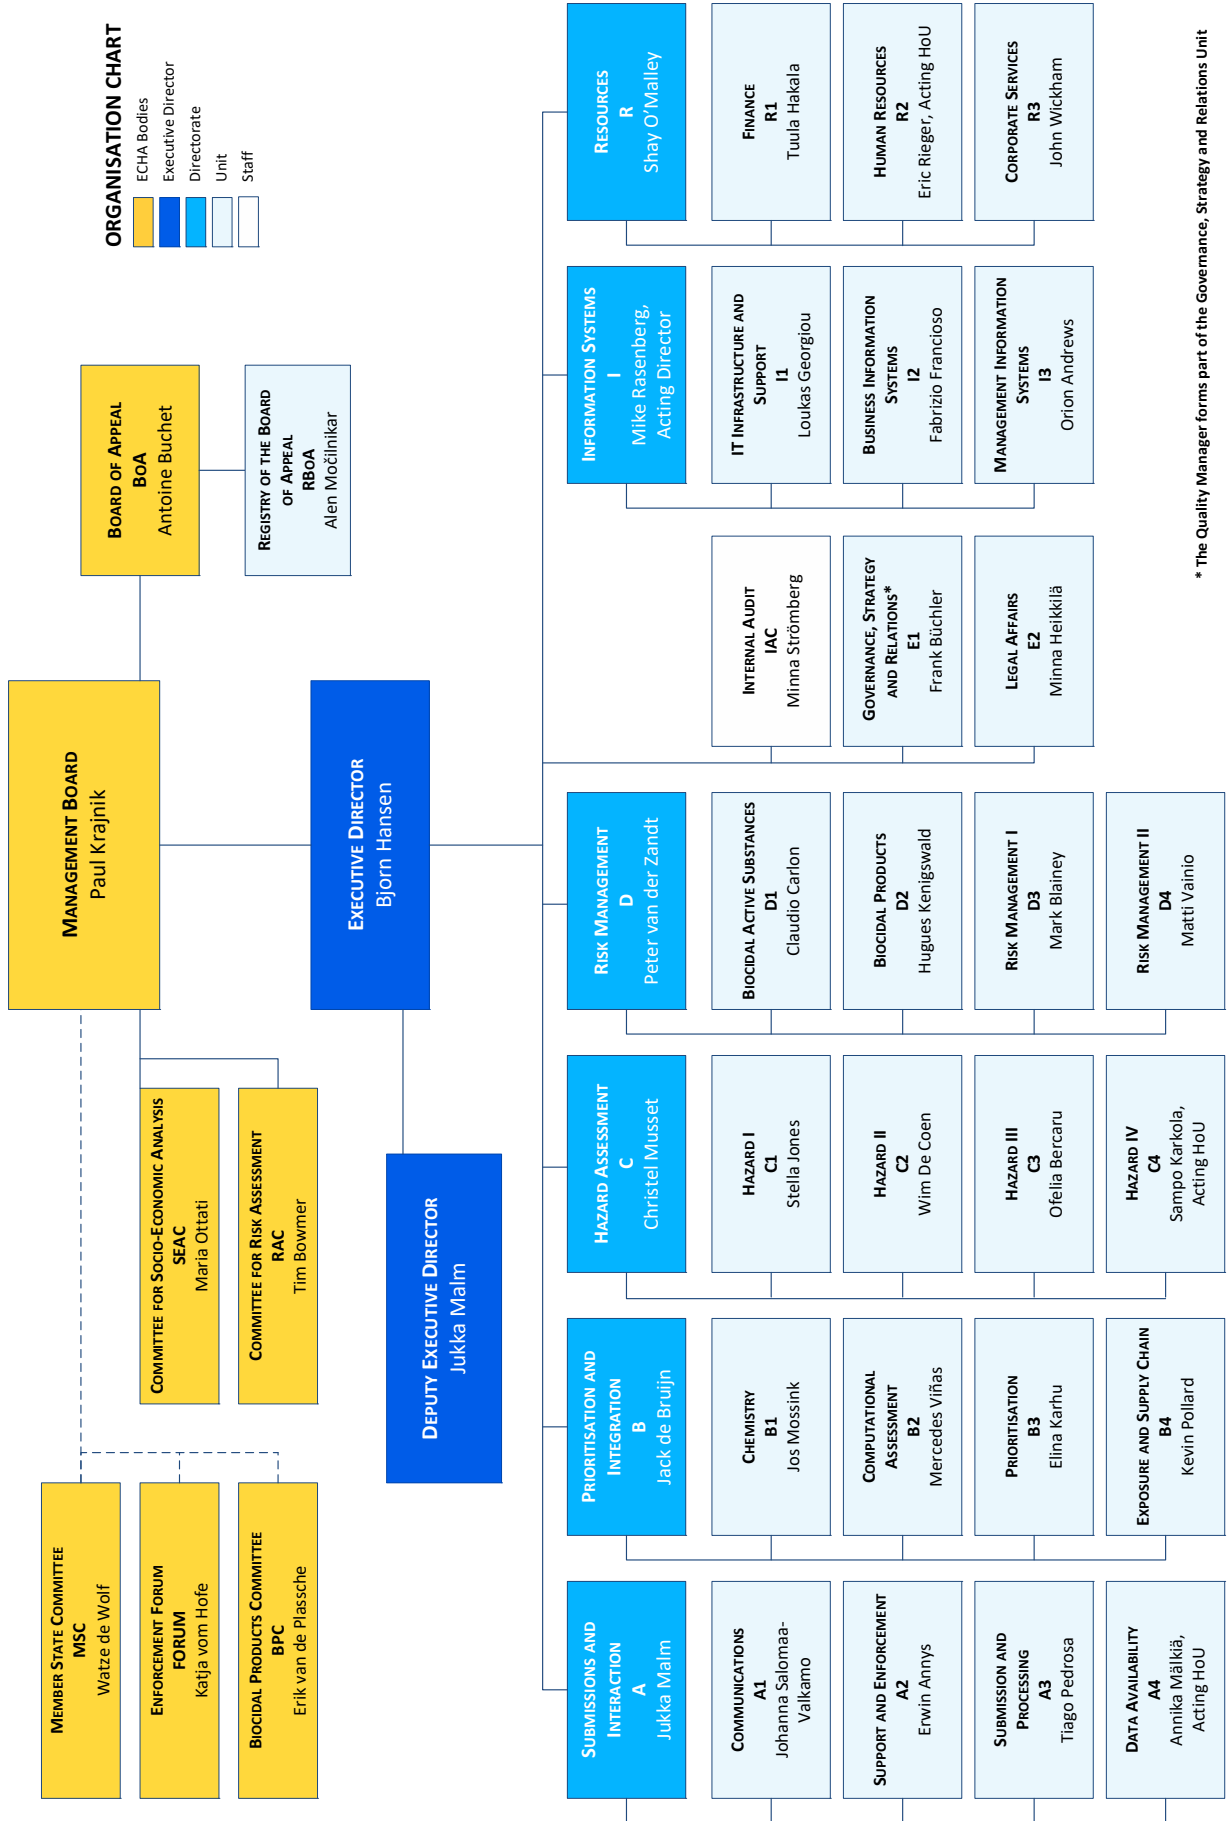 ORGANISATION CHART
ECHA Bodies
Executive Director
Directorate
Unit
Staff
MANAGEMENT BOARD
Paul Krajnik
BOARD OF APPEAL
BoA
Antoine Buchet
REGISTRY OF THE BOARD
OF APPEAL
RBoA
Alen Močilnikar
MEMBER STATE COMMITTEE
MSC
Watze de Wolf
ENFORCEMENT FORUM
FORUM
Katja vom Hofe
BIOCIDAL PRODUCTS COMMITTEE
BPC
Erik van de Plassche
COMMITTEE FOR SOCIO-ECONOMIC ANALYSIS
SEAC
Maria Ottati
COMMITTEE FOR RISK ASSESSMENT
RAC
Tim Bowmer
EXECUTIVE DIRECTOR
Bjorn Hansen
DEPUTY EXECUTIVE DIRECTOR
Jukka Malm
SUBMISSIONS AND
INTERACTION
A
Jukka Malm
COMMUNICATIONS
A1
Johanna Salomaa-
Valkamo
SUPPORT AND ENFORCEMENT
A2
Erwin Annys
SUBMISSION AND
PROCESSING
A3
Tiago Pedrosa
DATA AVAILABILITY
A4
Annika Mälkiä,
Acting HoU
PRIORITISATION AND
INTEGRATION
B
Jack de Bruijn
CHEMISTRY
B1
Jos Mossink
COMPUTATIONAL
ASSESSMENT
B2
Mercedes Viñas
PRIORITISATION
B3
Elina Karhu
EXPOSURE AND SUPPLY CHAIN
B4
Kevin Pollard
HAZARD ASSESSMENT
C
Christel Musset
HAZARD I
C1
Stella Jones
HAZARD II
C2
Wim De Coen
HAZARD III
C3
Ofelia Bercaru
HAZARD IV
C4
Sampo Karkola,
Acting HoU
RISK MANAGEMENT
D
Peter van der Zandt
BIOCIDAL ACTIVE SUBSTANCES
D1
Claudio Carlon
BIOCIDAL PRODUCTS
D2
Hugues Kenigswald
RISK MANAGEMENT I
D3
Mark Blainey
RISK MANAGEMENT II
D4
Matti Vainio
INTERNAL AUDIT
IAC
Minna Strömberg
GOVERNANCE, STRATEGY
AND RELATIONS*
E1
Frank Büchler
LEGAL AFFAIRS
E2
Minna Heikkilä
INFORMATION SYSTEMS
I
Mike Rasenberg,
Acting Director
IT INFRASTRUCTURE AND
SUPPORT
I1
Loukas Georgiou
BUSINESS INFORMATION
SYSTEMS
I2
Fabrizio Francioso
MANAGEMENT INFORMATION
SYSTEMS
I3
Orion Andrews
RESOURCES
R
Shay O'Malley
FINANCE
R1
Tuula Hakala
HUMAN RESOURCES
R2
Eric Rieger, Acting HoU
CORPORATE SERVICES
R3
John Wickham
* The Quality Manager forms part of the Governance, Strategy and Relations Unit